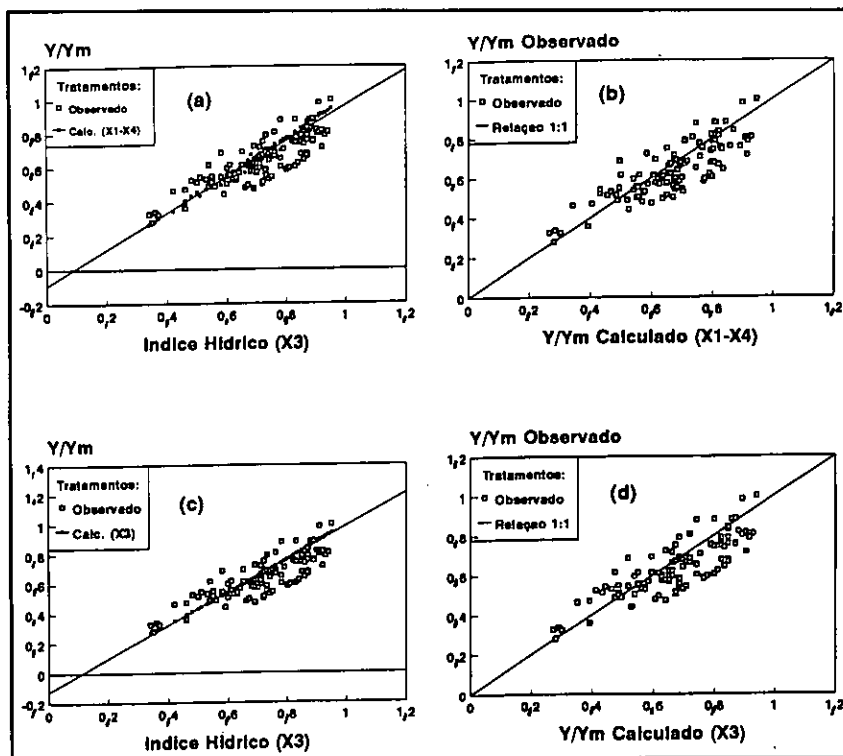 Y/Ym
1,2
1
0,8
0,6
0,4
0,2
0
-0,2
Tratamentos:
Observado
Calc. (X1-X4)
(a)
0,2 0,4 0,6 0,8 1 1,2
Indice Hídrico (X3)
Y/Ym Observado
1,2
1
0,8
0,6
0,4
0,2
0
Tratamentos:
Observado
Relaçao 1:1
(b)
0,2 0,4 0,6 0,8 1 1,2
Y/Ym Calculado (X1-X4)
Y/Ym
1,4
1,2
1
0,8
0,6
0,4
0,2
0
-0,2
Tratamentos:
Observado
Calc. (X3)
(c)
0,2 0,4 0,6 0,8 1 1,2
Indice Hídrico (X3)
Y/Ym Observado
1,2
1
0,8
0,6
0,4
0,2
0
Tratamentos:
Observado
Relaçao 1:1
(d)
0,2 0,4 0,6 0,8 1 1,2
Y/Ym Calculado (X3)